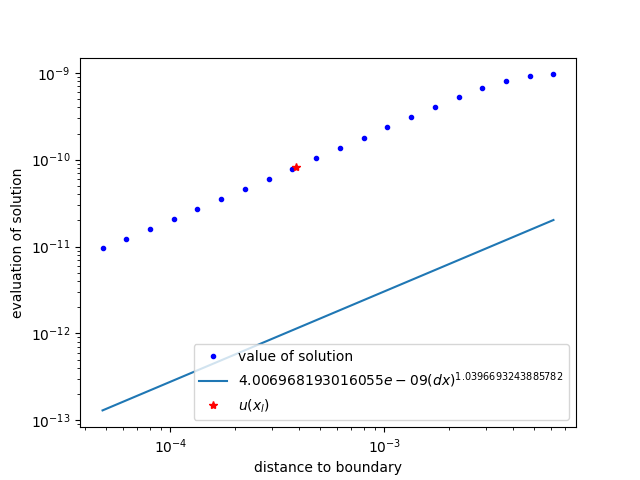 10⁻⁹
10⁻¹⁰
10⁻¹¹
10⁻¹²
10⁻¹³
evaluation of solution
value of solution
4.006968193016055e − 09(dx)^1.0396693243885782
u(x_l)
10⁻⁴
10⁻³
distance to boundary